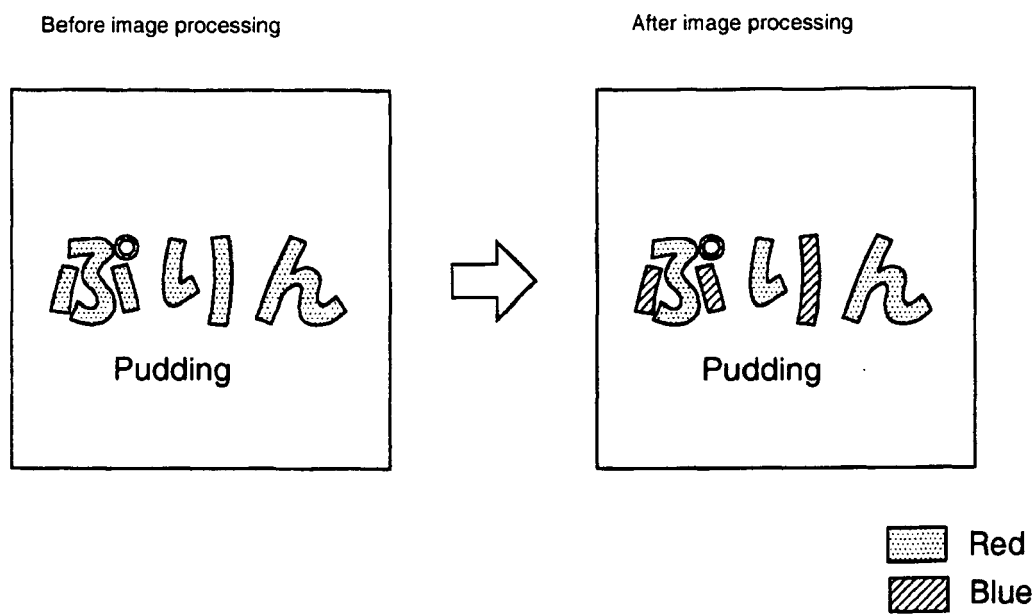 Before image processing
After image processing
ぷりん
Pudding
ぷりん
Pudding
Red
Blue